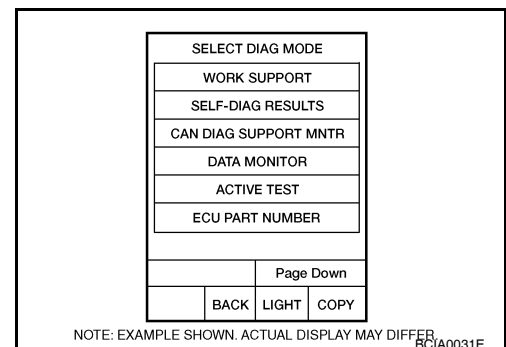 SELECT DIAG MODE
WORK SUPPORT
SELF-DIAG RESULTS
CAN DIAG SUPPORT MNTR
DATA MONITOR
ACTIVE TEST
ECU PART NUMBER
Page Down
BACK LIGHT COPY
NOTE: EXAMPLE SHOWN. ACTUAL DISPLAY MAY DIFFER.
BCIA0031E